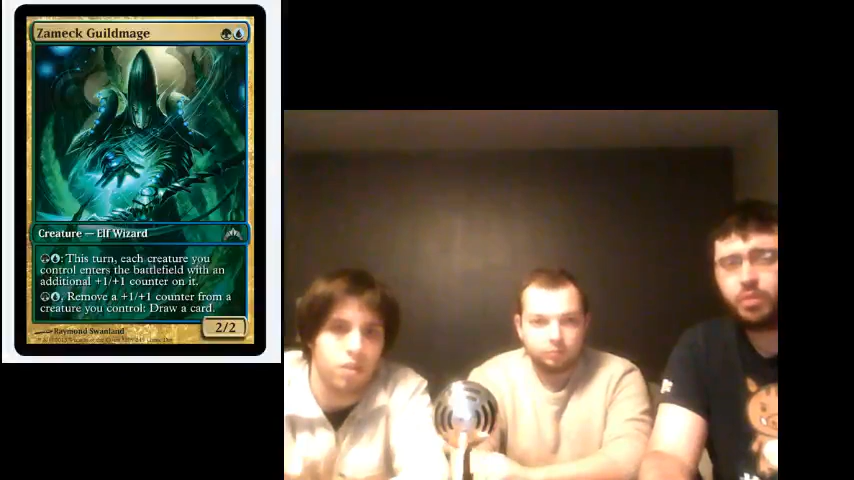 Zameck Guildmage
Creature — Elf Wizard
: This turn, each creature you
control enters the battlefield with an
additional +1/+1 counter on it.
, Remove a +1/+1 counter from a
creature you control: Draw a card.
2/2
Raymond Swanland